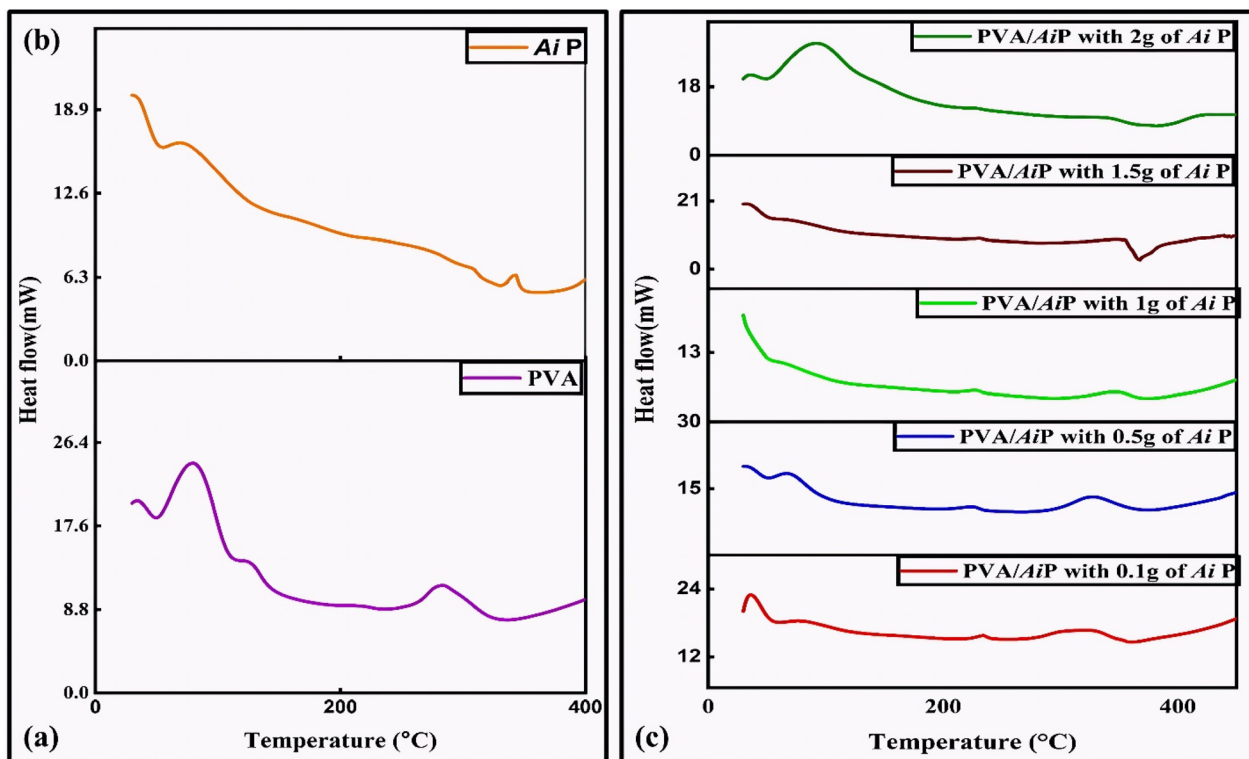 (b)
Ai P
18.9
12.6
6.3
0.0
PVA
26.4
17.6
8.8
0.0
Heat flow(mW)
0
200
400
(a)
Temperature (°C)
PVA/AiP with 2g of Ai P
18
0
PVA/AiP with 1.5g of Ai P
21
0
PVA/AiP with 1g of Ai P
13
30
PVA/AiP with 0.5g of Ai P
15
PVA/AiP with 0.1g of Ai P
24
12
Heat flow(mW)
0
200
400
Temperature (°C)
(c)